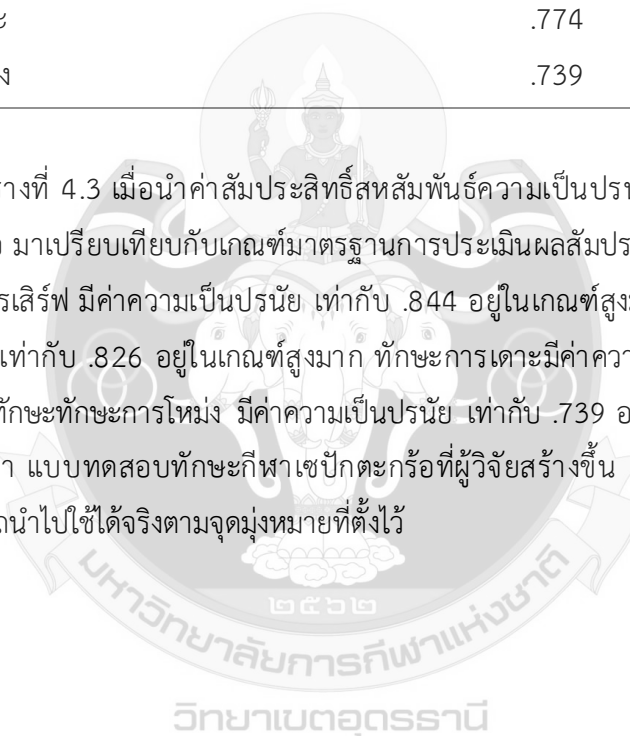 ะ .774
ง .739
รางที่ 4.3 เมื่อนำค่าสัมประสิทธิ์สหสัมพันธ์ความเป็นปรน
มาเปรียบเทียบกับเกณฑ์มาตรฐานการประเมินผลสัมประ
รเสิร์ฟ มีค่าความเป็นปรนัย เท่ากับ .844 อยู่ในเกณฑ์สูง
เท่ากับ .826 อยู่ในเกณฑ์สูงมาก ทักษะการเตะมีค่าควา
ทักษะทักษะการโหม่ง มีค่าความเป็นปรนัย เท่ากับ .739 อ
า แบบทดสอบทักษะกีฬาเซปักตะกร้อที่ผู้วิจัยสร้างขึ้น
นำไปใช้ได้จริงตามจุดมุ่งหมายที่ตั้งไว้
๒๕๖๒
มหาวิทยาลัยการกีฬาแห่งชาติ
วิทยาเขตอุดรธานี